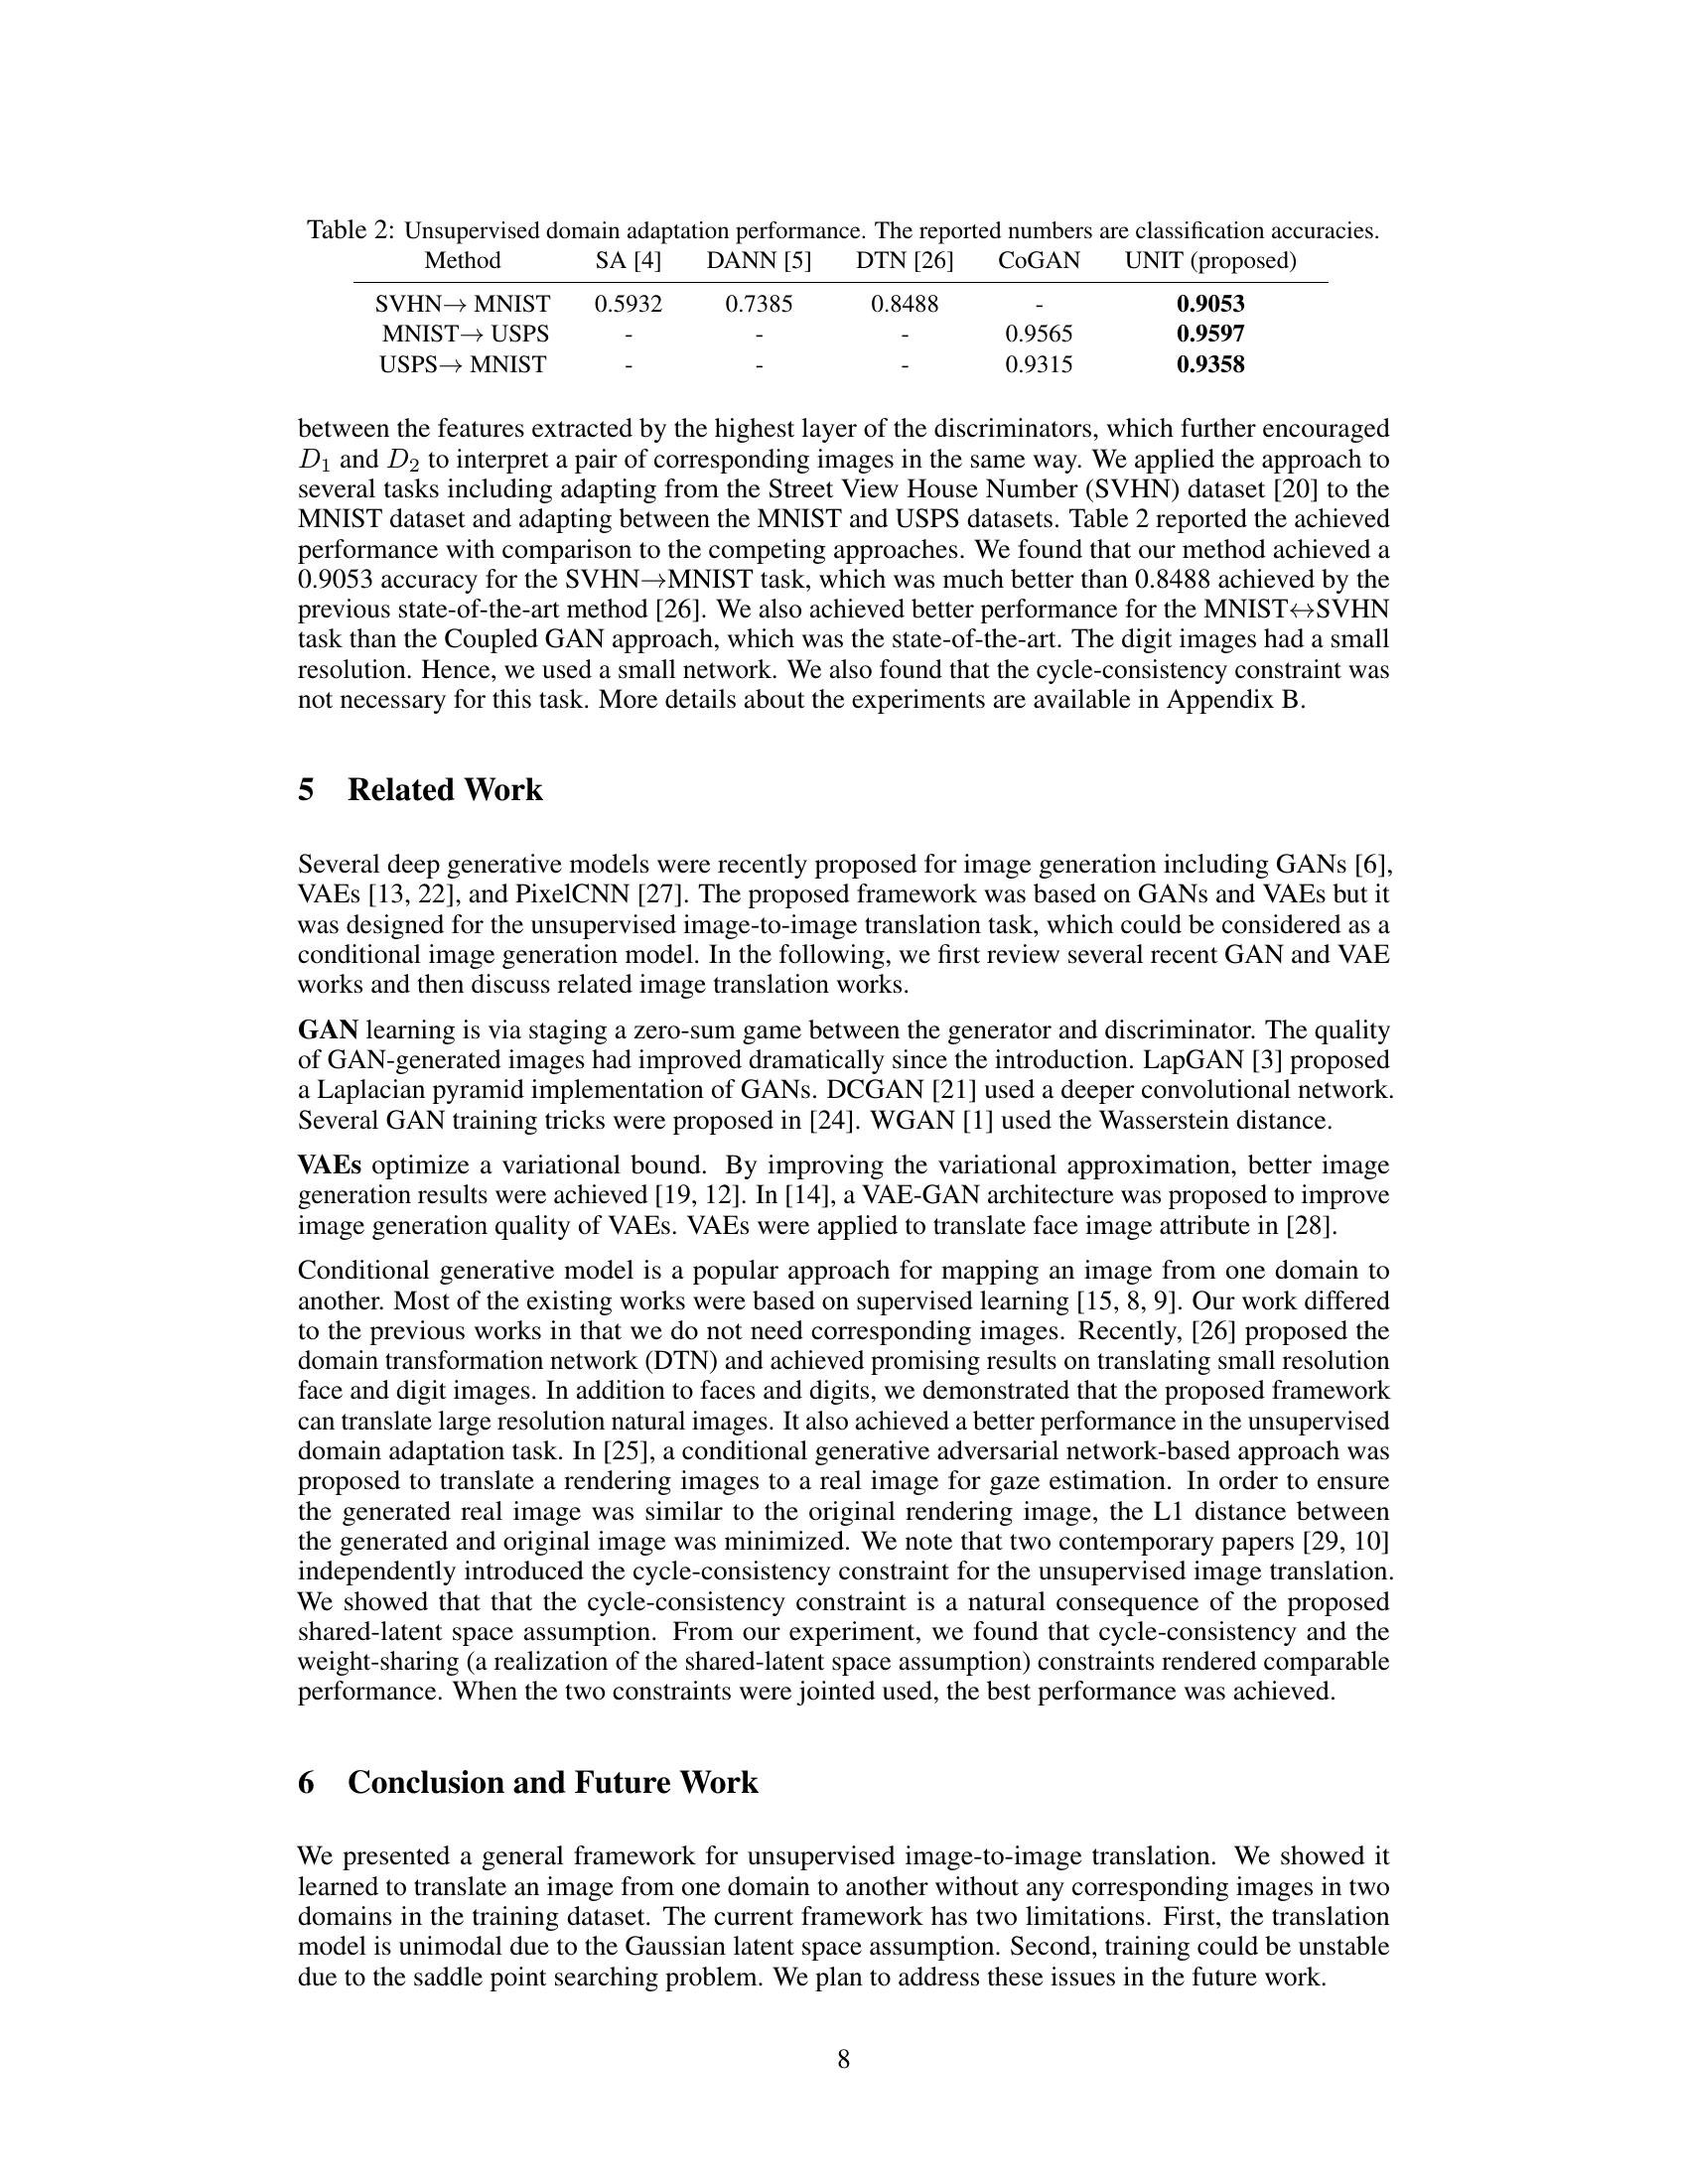 Table 2: Unsupervised domain adaptation performance. The reported numbers are classification accuracies.
Method SA [4] DANN [5] DTN [26] CoGAN UNIT (proposed)
SVHN→ MNIST 0.5932 0.7385 0.8488 - 0.9053
MNIST→ USPS - - - 0.9565 0.9597
USPS→ MNIST - - - 0.9315 0.9358
between the features extracted by the highest layer of the discriminators, which further encouraged
D1 and D2 to interpret a pair of corresponding images in the same way. We applied the approach to
several tasks including adapting from the Street View House Number (SVHN) dataset [20] to the
MNIST dataset and adapting between the MNIST and USPS datasets. Table 2 reported the achieved
performance with comparison to the competing approaches. We found that our method achieved a
0.9053 accuracy for the SVHN→MNIST task, which was much better than 0.8488 achieved by the
previous state-of-the-art method [26]. We also achieved better performance for the MNIST↔SVHN
task than the Coupled GAN approach, which was the state-of-the-art. The digit images had a small
resolution. Hence, we used a small network. We also found that the cycle-consistency constraint was
not necessary for this task. More details about the experiments are available in Appendix B.
5 Related Work
Several deep generative models were recently proposed for image generation including GANs [6],
VAEs [13, 22], and PixelCNN [27]. The proposed framework was based on GANs and VAEs but it
was designed for the unsupervised image-to-image translation task, which could be considered as a
conditional image generation model. In the following, we first review several recent GAN and VAE
works and then discuss related image translation works.
GAN learning is via staging a zero-sum game between the generator and discriminator. The quality
of GAN-generated images had improved dramatically since the introduction. LapGAN [3] proposed
a Laplacian pyramid implementation of GANs. DCGAN [21] used a deeper convolutional network.
Several GAN training tricks were proposed in [24]. WGAN [1] used the Wasserstein distance.
VAEs optimize a variational bound. By improving the variational approximation, better image
generation results were achieved [19, 12]. In [14], a VAE-GAN architecture was proposed to improve
image generation quality of VAEs. VAEs were applied to translate face image attribute in [28].
Conditional generative model is a popular approach for mapping an image from one domain to
another. Most of the existing works were based on supervised learning [15, 8, 9]. Our work differed
to the previous works in that we do not need corresponding images. Recently, [26] proposed the
domain transformation network (DTN) and achieved promising results on translating small resolution
face and digit images. In addition to faces and digits, we demonstrated that the proposed framework
can translate large resolution natural images. It also achieved a better performance in the unsupervised
domain adaptation task. In [25], a conditional generative adversarial network-based approach was
proposed to translate a rendering images to a real image for gaze estimation. In order to ensure
the generated real image was similar to the original rendering image, the L1 distance between
the generated and original image was minimized. We note that two contemporary papers [29, 10]
independently introduced the cycle-consistency constraint for the unsupervised image translation.
We showed that that the cycle-consistency constraint is a natural consequence of the proposed
shared-latent space assumption. From our experiment, we found that cycle-consistency and the
weight-sharing (a realization of the shared-latent space assumption) constraints rendered comparable
performance. When the two constraints were jointed used, the best performance was achieved.
6 Conclusion and Future Work
We presented a general framework for unsupervised image-to-image translation. We showed it
learned to translate an image from one domain to another without any corresponding images in two
domains in the training dataset. The current framework has two limitations. First, the translation
model is unimodal due to the Gaussian latent space assumption. Second, training could be unstable
due to the saddle point searching problem. We plan to address these issues in the future work.
8